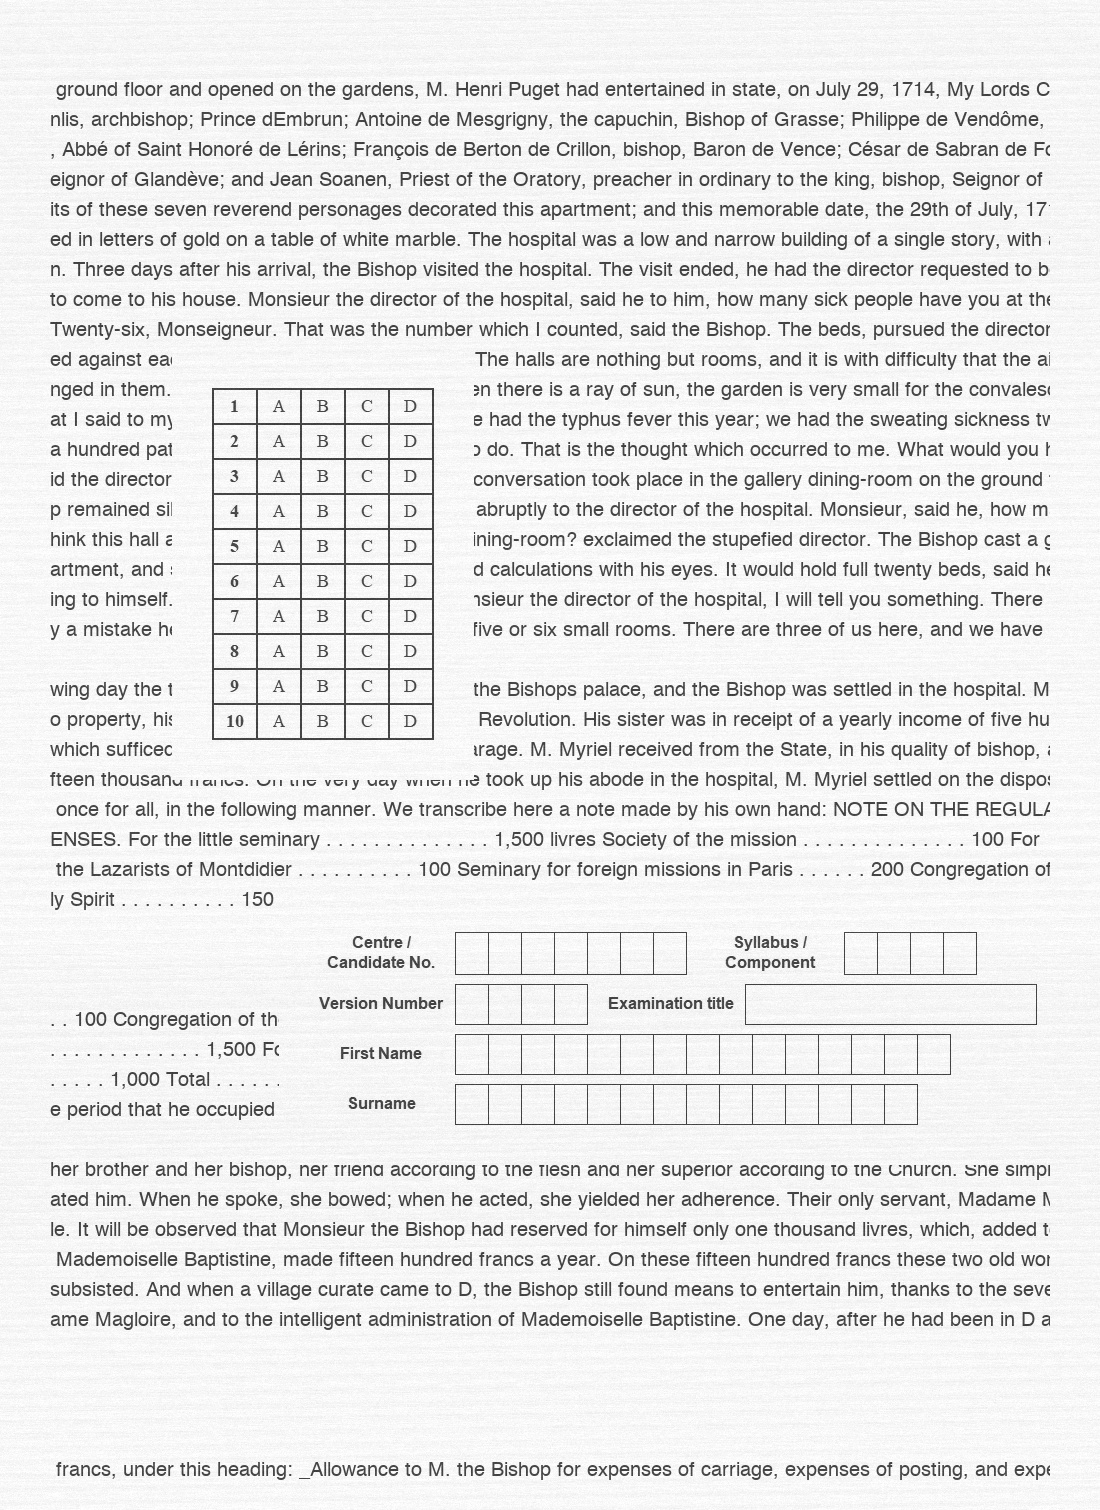 ground floor and opened on the gardens, M. Henri Puget had entertained in state, on July 29, 1714, My Lords C
nlis, archbishop; Prince dEmbrun; Antoine de Mesgrigny, the capuchin, Bishop of Grasse; Philippe de Vendôme,
, Abbé of Saint Honoré de Lérins; François de Berton de Crillon, bishop, Baron de Vence; César de Sabran de
eignor of Glandève; and Jean Soanen, Priest of the Oratory, preacher in ordinary to the king, bishop, Seignor of
its of these seven reverend personages decorated this apartment; and this memorable date, the 29th of July,
ed in letters of gold on a table of white marble. The hospital was a low and narrow building of a single story, with
n. Three days after his arrival, the Bishop visited the hospital. The visit ended, he had the director requested to b
to come to his house. Monsieur the director of the hospital, said he to him, how many sick people have you at the
Twenty-six, Monseigneur. That was the number which I counted, said the Bishop. The beds, pursued the director
ed against The halls are nothing but rooms, and it is with difficulty that the
nged in them. en there is a ray of sun, the garden is very small for the
at I said to my e had the typhus fever this year; we had the sweating sickness tw
a hundred pat o do. That is the thought which occurred to me. What would you
id the director conversation took place in the gallery dining-room on the ground
p remained abruptly to the director of the hospital. Monsieur, said he, how m
hink this hall ining-room? exclaimed the stupefied director. The Bishop cast a
artment, and d calculations with his eyes. It would hold full twenty beds, said he
ing to himself. nsieur the director of the hospital, I will tell you something. There
y a mistake five or six small rooms. There are three of us here, and we have
wing day the the Bishops palace, and the Bishop was settled in the hospital. M
o property, his Revolution. His sister was in receipt of a yearly income of five hu
which sufficed arage. M. Myriel received from the State, in his quality of bishop,
fteen thousand francs. On the very day when he took up his abode in the hospital, M. Myriel settled on the
once for all, in the following manner. We transcribe here a note made by his own hand: NOTE ON THE REGULA
ENSES. For the little seminary . . . . . . . . . . . . . . 1,500 livres Society of the mission . . . . . . . . . . . . . . 100 For
the Lazarists of Montdidier . . . . . . . . . . 100 Seminary for foreign missions in Paris . . . . . . 200 Congregation of
ly Spirit . . . . . . . . . . 150
. . 100 Congregation of th
. . . . . . . . . . . . . 1,500
. . . . . 1,000 Total . . . . . .
e period that he occupied
1 A B C D
2 A B C D
3 A B C D
4 A B C D
5 A B C D
6 A B C D
7 A B C D
8 A B C D
9 A B C D
10 A B C D
Centre / Candidate No.
Syllabus / Component
Version Number
Examination title
First Name
Surname
her brother and her bishop, her friend according to the flesh and her superior according to the Church. She simpl
ated him. When he spoke, she bowed; when he acted, she yielded her adherence. Their only servant, Madame M
le. It will be observed that Monsieur the Bishop had reserved for himself only one thousand livres, which, added
Mademoiselle Baptistine, made fifteen hundred francs a year. On these fifteen hundred francs these two old
subsisted. And when a village curate came to D, the Bishop still found means to entertain him, thanks to the seve
ame Magloire, and to the intelligent administration of Mademoiselle Baptistine. One day, after he had been in D a
francs, under this heading: _Allowance to M. the Bishop for expenses of carriage, expenses of posting, and expe